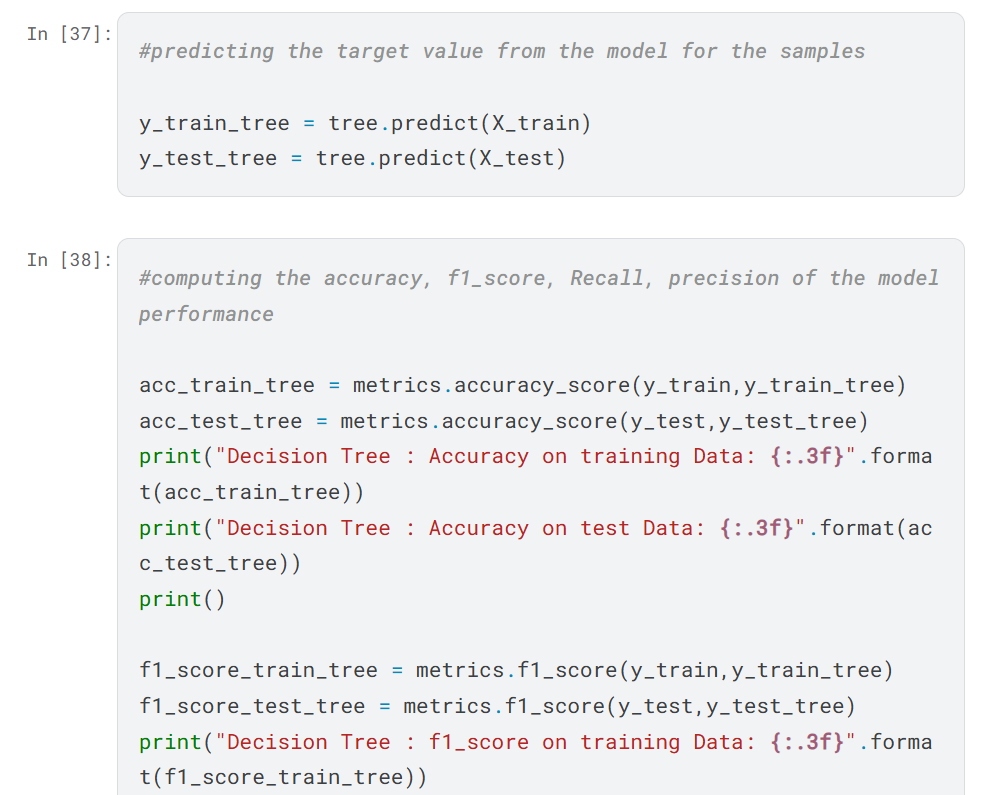 In [37]:
#predicting the target value from the model for the samples
y_train_tree = tree.predict(X_train)
y_test_tree = tree.predict(X_test)
In [38]:
#computing the accuracy, f1_score, Recall, precision of the model
performance
acc_train_tree = metrics.accuracy_score(y_train,y_train_tree)
acc_test_tree = metrics.accuracy_score(y_test,y_test_tree)
print("Decision Tree : Accuracy on training Data: {:.3f}".forma
t(acc_train_tree))
print("Decision Tree : Accuracy on test Data: {:.3f}".format(ac
c_test_tree))
print()
f1_score_train_tree = metrics.f1_score(y_train,y_train_tree)
f1_score_test_tree = metrics.f1_score(y_test,y_test_tree)
print("Decision Tree : f1_score on training Data: {:.3f}".forma
t(f1_score_train_tree))